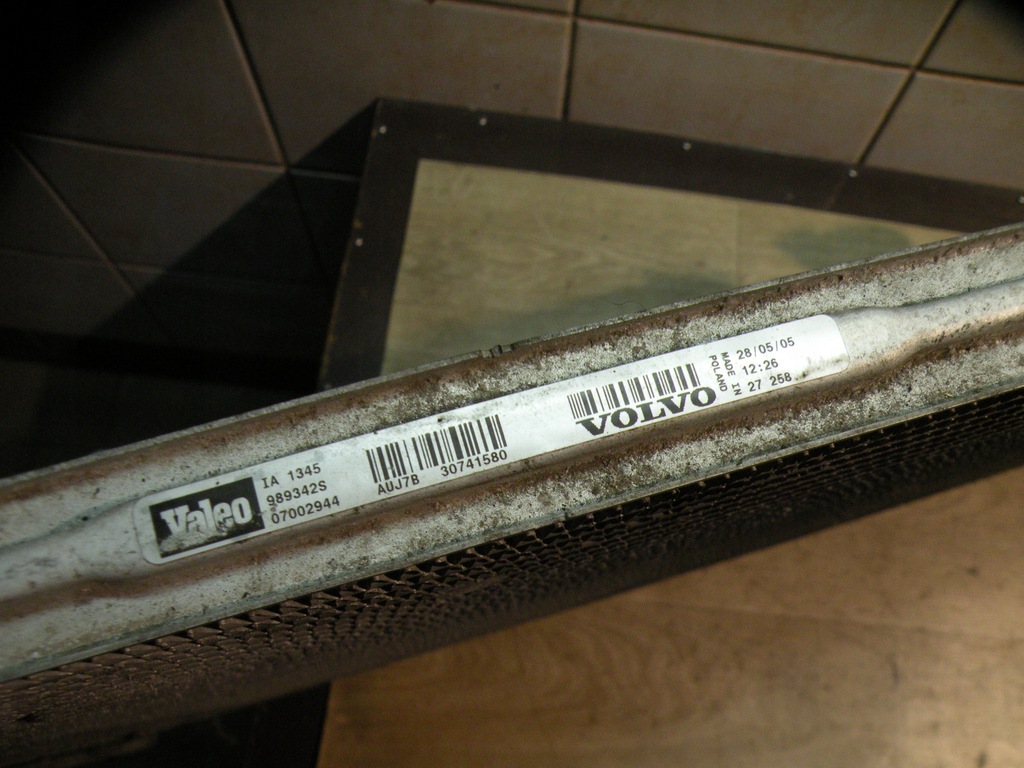 Valeo
IA 1345
989342S
07002944
AUJ7B 30741580
VOLVO
MADE IN
POLAND
28/05/05
12:26
27 258